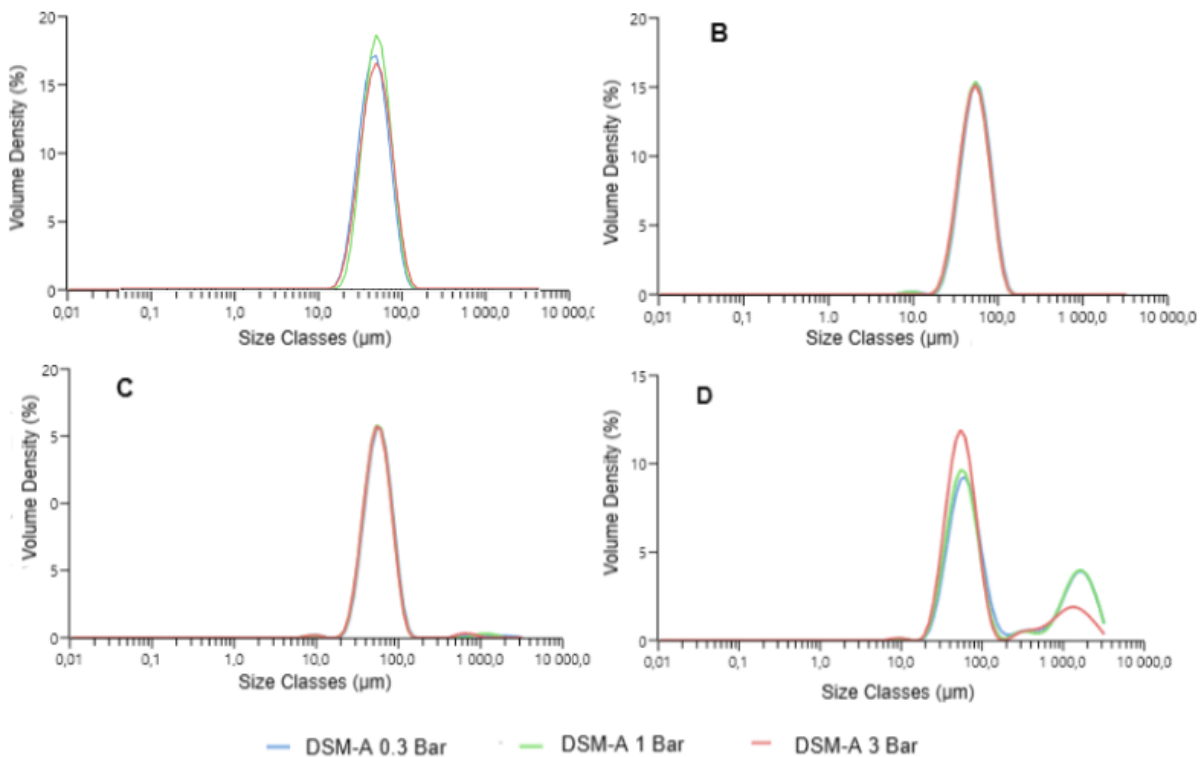 20
15
10
5
0
Volume Density (%)
0,01 0,1 1,0 10,0 100,0 1 000,0 10 000,0
Size Classes (µm)
B
20
15
10
5
0
Volume Density (%)
0,01 0,1 1.0 10.0 100,0 1 000,0 10 000,0
Size Classes (µm)
C
20
5
0
5
0
Volume Density (%)
0,01 0,1 1,0 10,0 100,0 1 000,0 10 000,0
Size Classes (µm)
D
15
10
5
0
Volume Density (%)
0,01 0,1 1,0 10,0 100,0 1 000,0 10 000,0
Size Classes (µm)
DSM-A 0.3 Bar DSM-A 1 Bar DSM-A 3 Bar